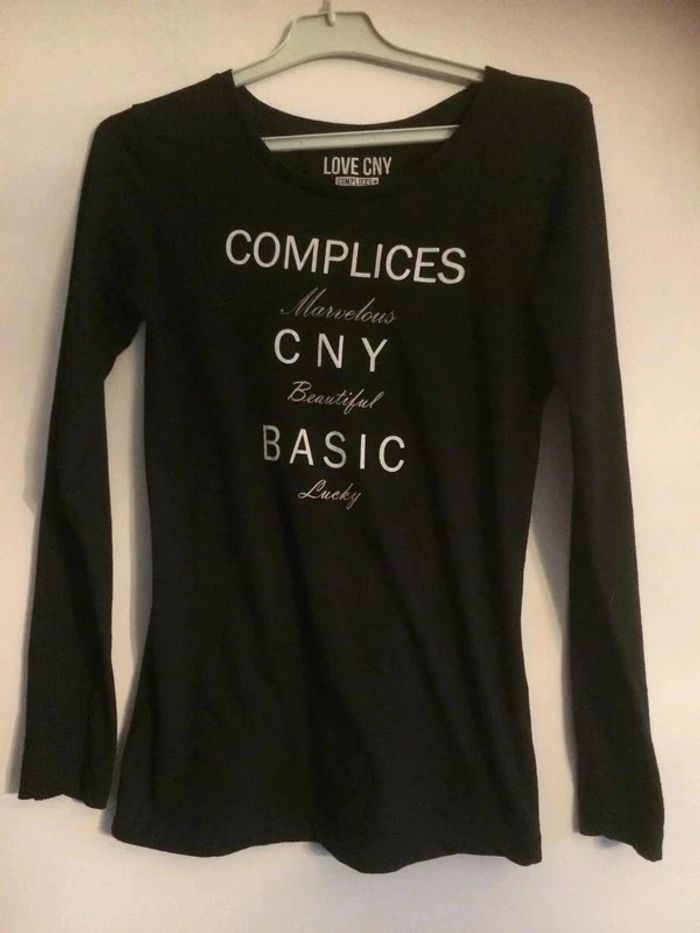 LOVE CNY
COMPLICES
COMPLICES
Marvelous
CNY
Beautiful
BASIC
Lucky